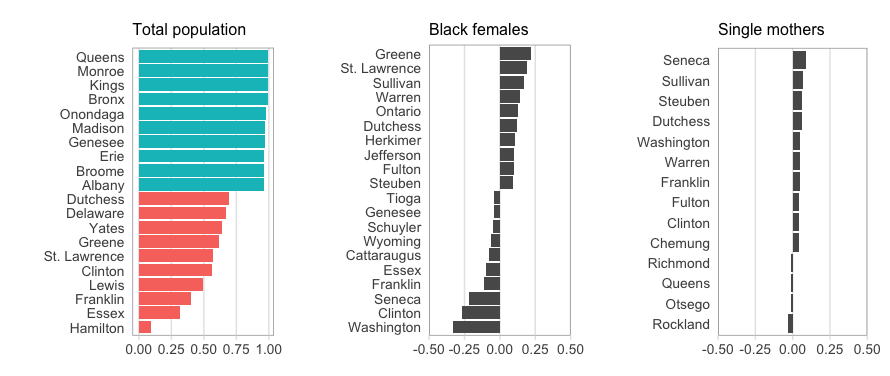 Total population
Queens
Monroe
Kings
Bronx
Onondaga
Madison
Genesee
Erie
Broome
Albany
Dutchess
Delaware
Yates
Greene
St. Lawrence
Clinton
Lewis
Franklin
Essex
Hamilton
0.00 0.25 0.50 0.75 1.00
Black females
Greene
St. Lawrence
Sullivan
Warren
Ontario
Dutchess
Herkimer
Jefferson
Fulton
Steuben
Tioga
Genesee
Schuyler
Wyoming
Cattaraugus
Essex
Franklin
Seneca
Clinton
Washington
-0.50 -0.25 0.00 0.25 0.50
Single mothers
Seneca
Sullivan
Steuben
Dutchess
Washington
Warren
Franklin
Fulton
Clinton
Chemung
Richmond
Queens
Otsego
Rockland
-0.50 -0.25 0.00 0.25 0.50